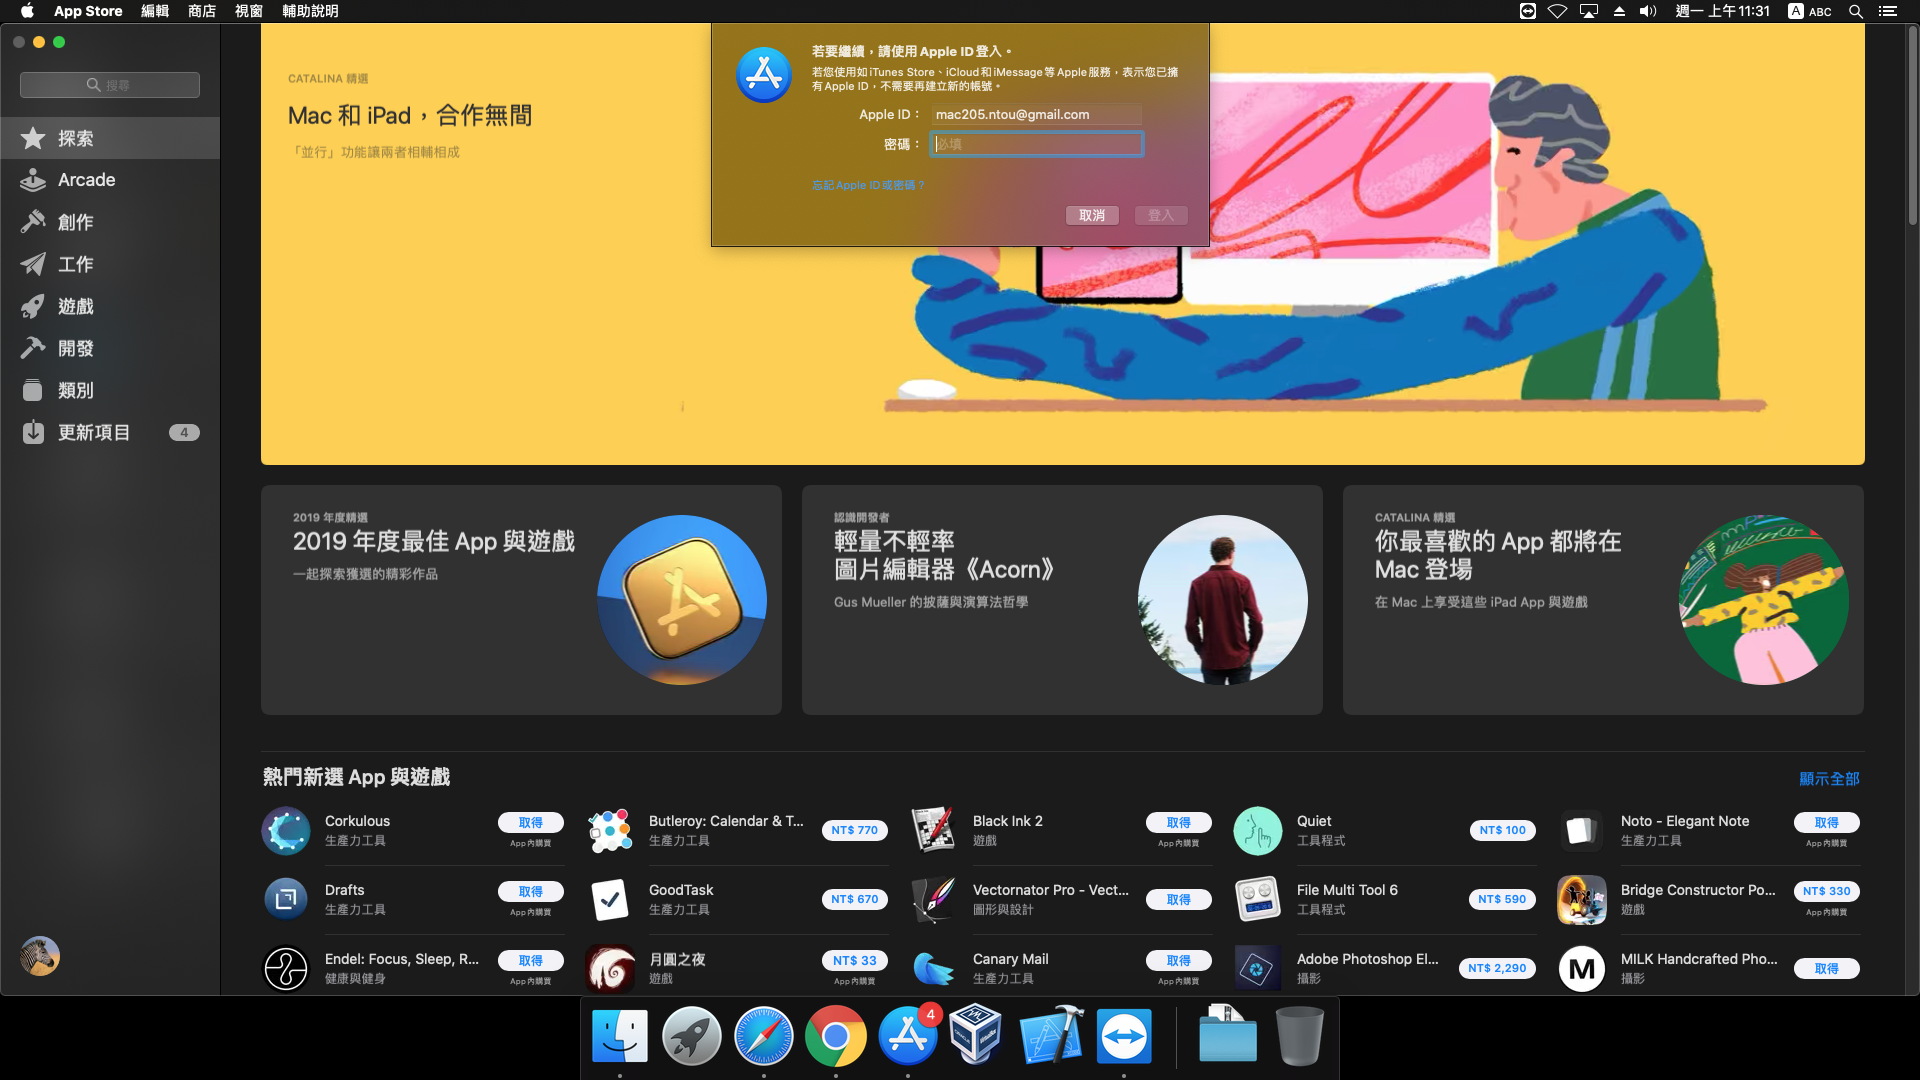 App Store 編輯 商店 視窗 輔助說明
週一 上午11:31 A ABC
搜尋
探索
Arcade
創作
工作
遊戲
開發
類別
更新項目 4
CATALINA 精選
Mac 和 iPad，合作無間
「並行」功能讓兩者相輔相成
若要繼續，請使用 Apple ID 登入。
若您使用如 iTunes Store、iCloud 和 iMessage 等 Apple 服務，表示您已擁
有 Apple ID，不需要再建立新的帳號。
Apple ID： mac205.ntou@gmail.com
密碼： 必填
忘記 Apple ID 或密碼？
取消 登入
2019 年度精選
2019 年度最佳 App 與遊戲
一起探索獲選的精彩作品
認識開發者
輕量不輕率
圖片編輯器《Acorn》
Gus Mueller 的披薩與演算法哲學
CATALINA 精選
你最喜歡的 App 都將在
Mac 登場
在 Mac 上享受這些 iPad App 與遊戲
熱門新選 App 與遊戲 顯示全部
Corkulous
生產力工具
取得
App 內購買
Butleroy: Calendar & T...
生產力工具
NT$ 770
Black Ink 2
遊戲
取得
App 內購買
Quiet
工具程式
NT$ 100
Noto - Elegant Note
生產力工具
取得
App 內購買
Drafts
生產力工具
取得
App 內購買
GoodTask
生產力工具
NT$ 670
Vectornator Pro - Vect...
圖形與設計
取得
File Multi Tool 6
工具程式
NT$ 590
Bridge Constructor Po...
遊戲
NT$ 330
App 內購買
Endel: Focus, Sleep, R...
健康與健身
取得
App 內購買
月圓之夜
遊戲
NT$ 33
App 內購買
Canary Mail
生產力工具
取得
App 內購買
Adobe Photoshop El...
攝影
NT$ 2,290
M
MILK Handcrafted Pho...
攝影
取得
4